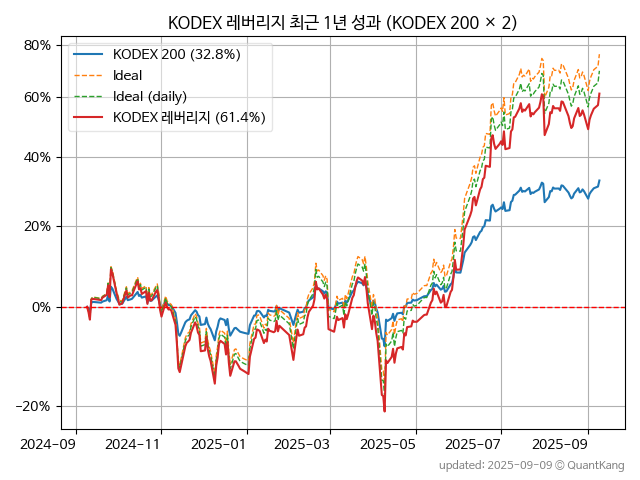 KODEX 레버리지 최근 1년 성과 (KODEX 200 × 2)
KODEX 200 (32.8%)
Ideal
Ideal (daily)
KODEX 레버리지 (61.4%)
80%
60%
40%
20%
0%
−20%
2024-09 2024-11 2025-01 2025-03 2025-05 2025-07 2025-09
updated: 2025-09-09 © QuantKang